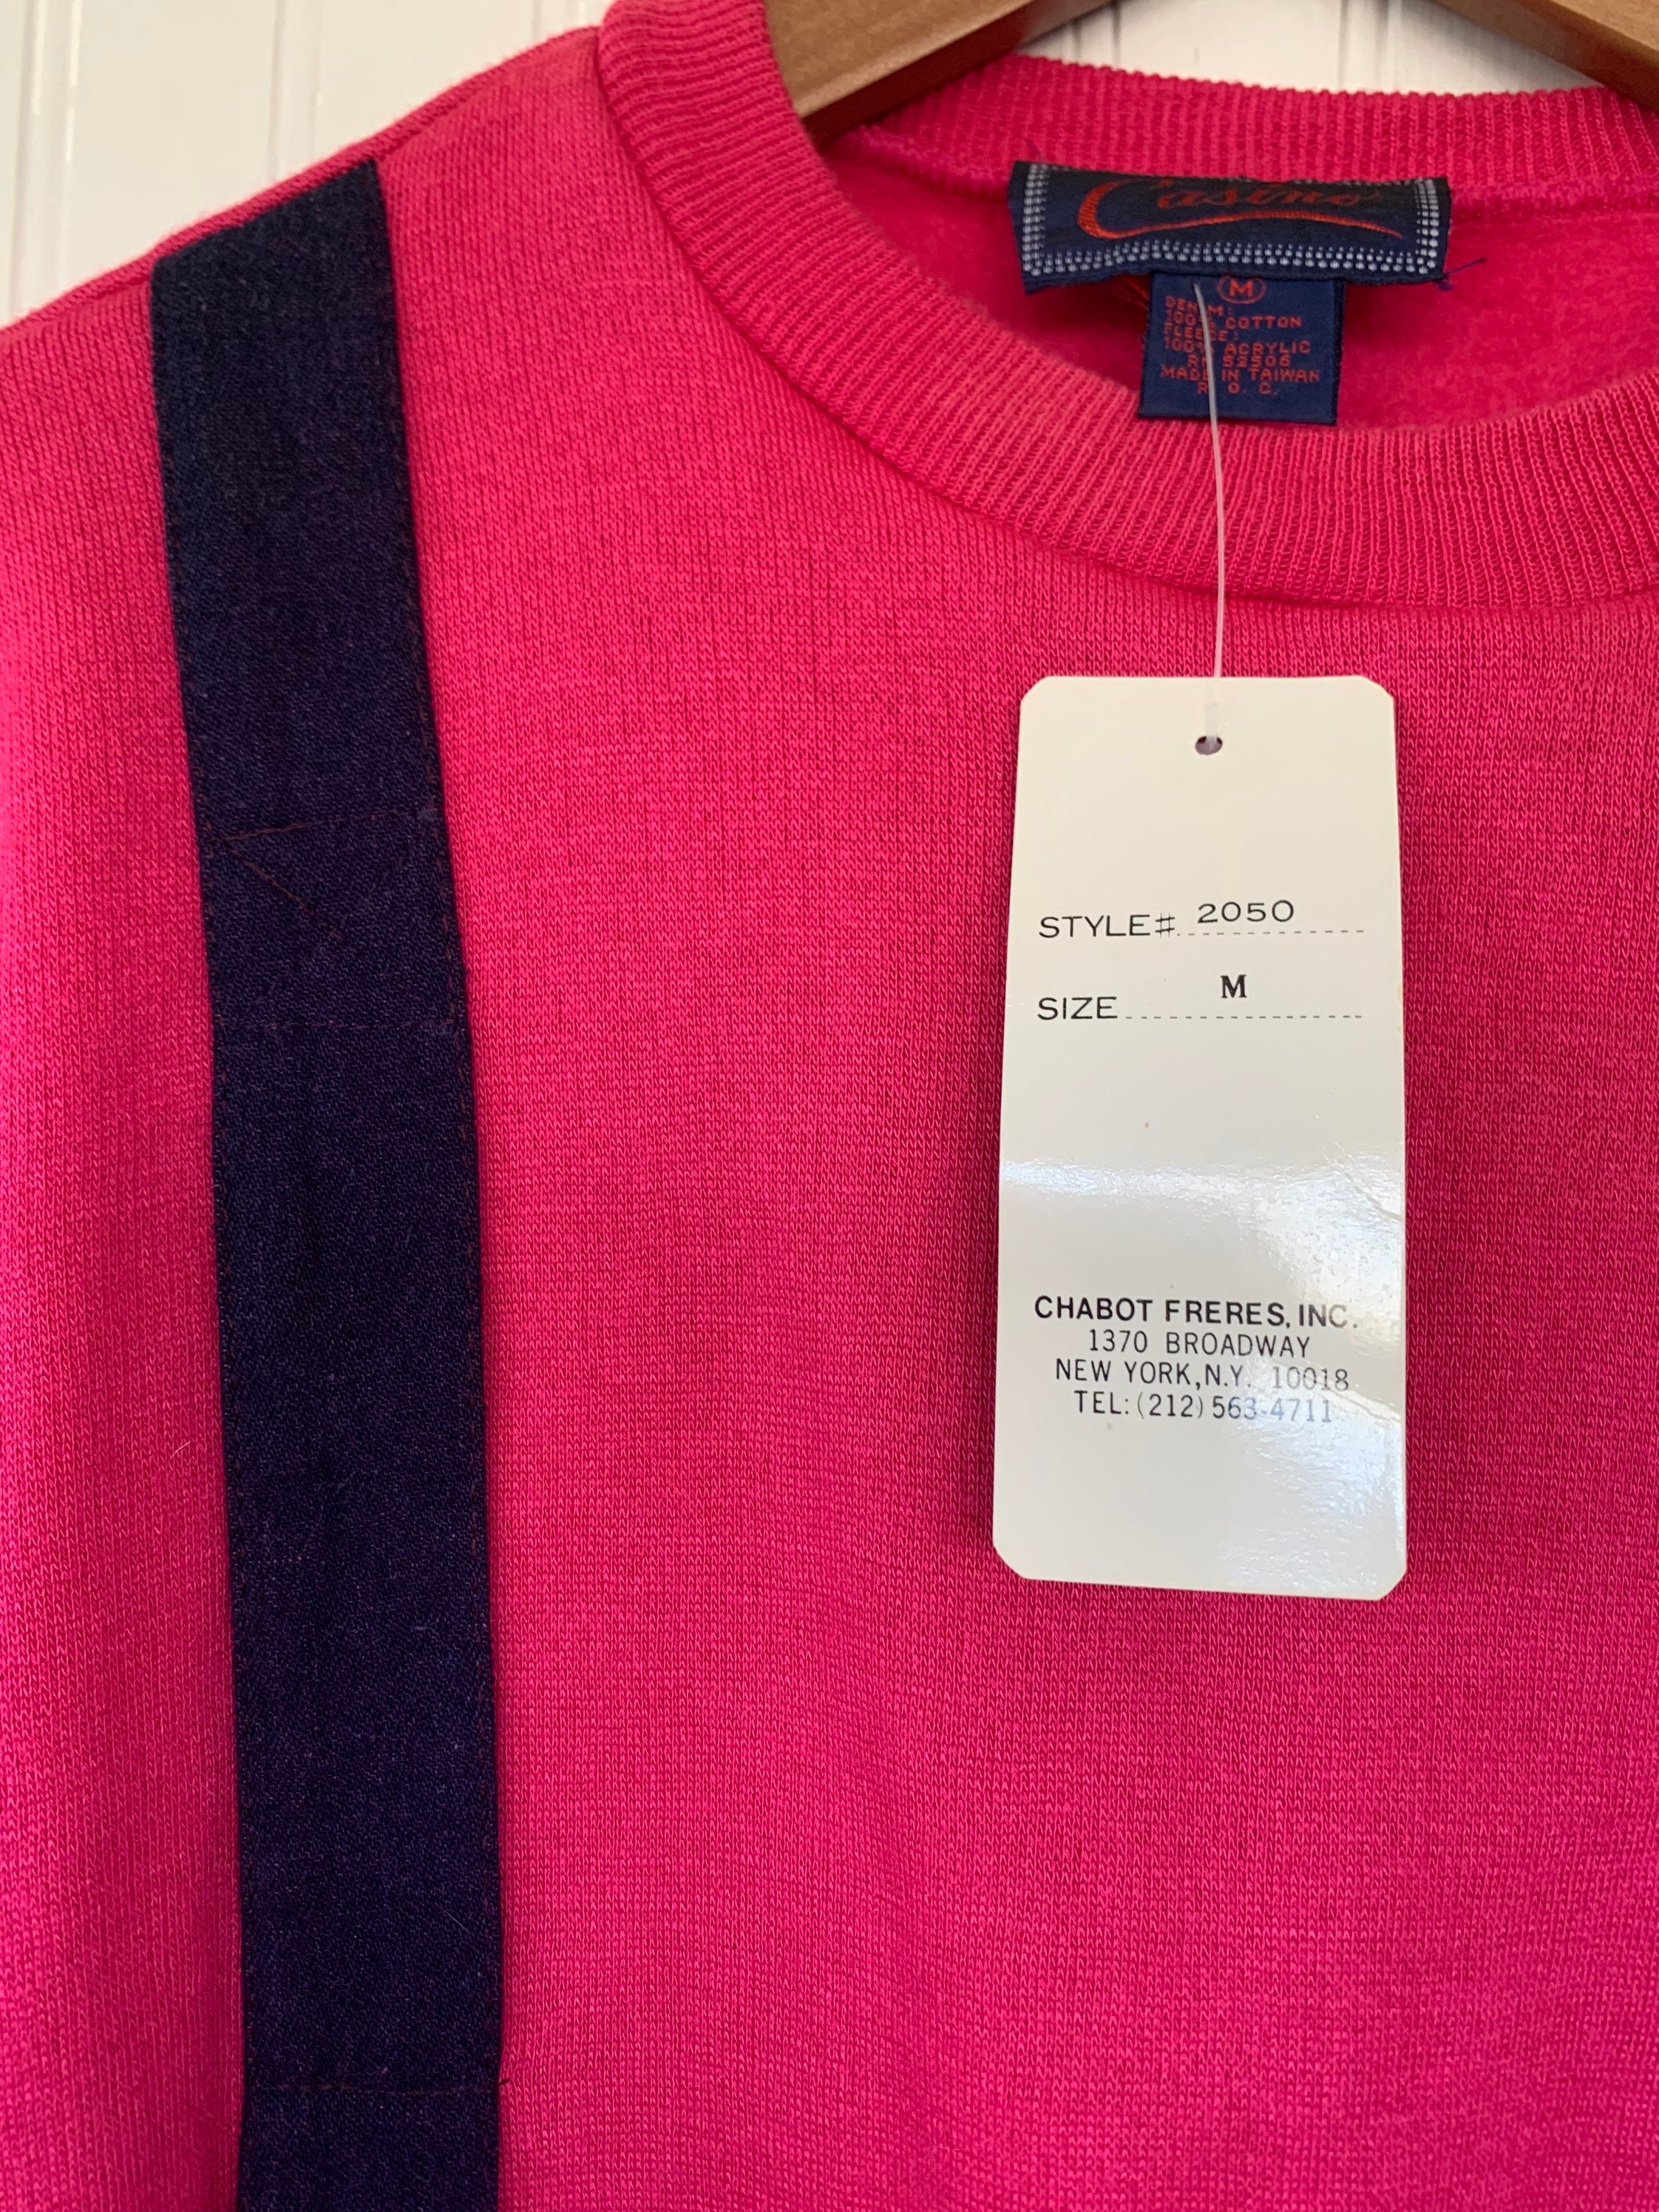 Casino
M
DENIM:
100% COTTON
FLEECE:
100% ACRYLIC
RN 52506
MADE IN TAIWAN
R. O. C.
STYLE# 2050
SIZE M
CHABOT FRERES, INC.
1370 BROADWAY
NEW YORK, N.Y. 10018
TEL: (212) 563-4711